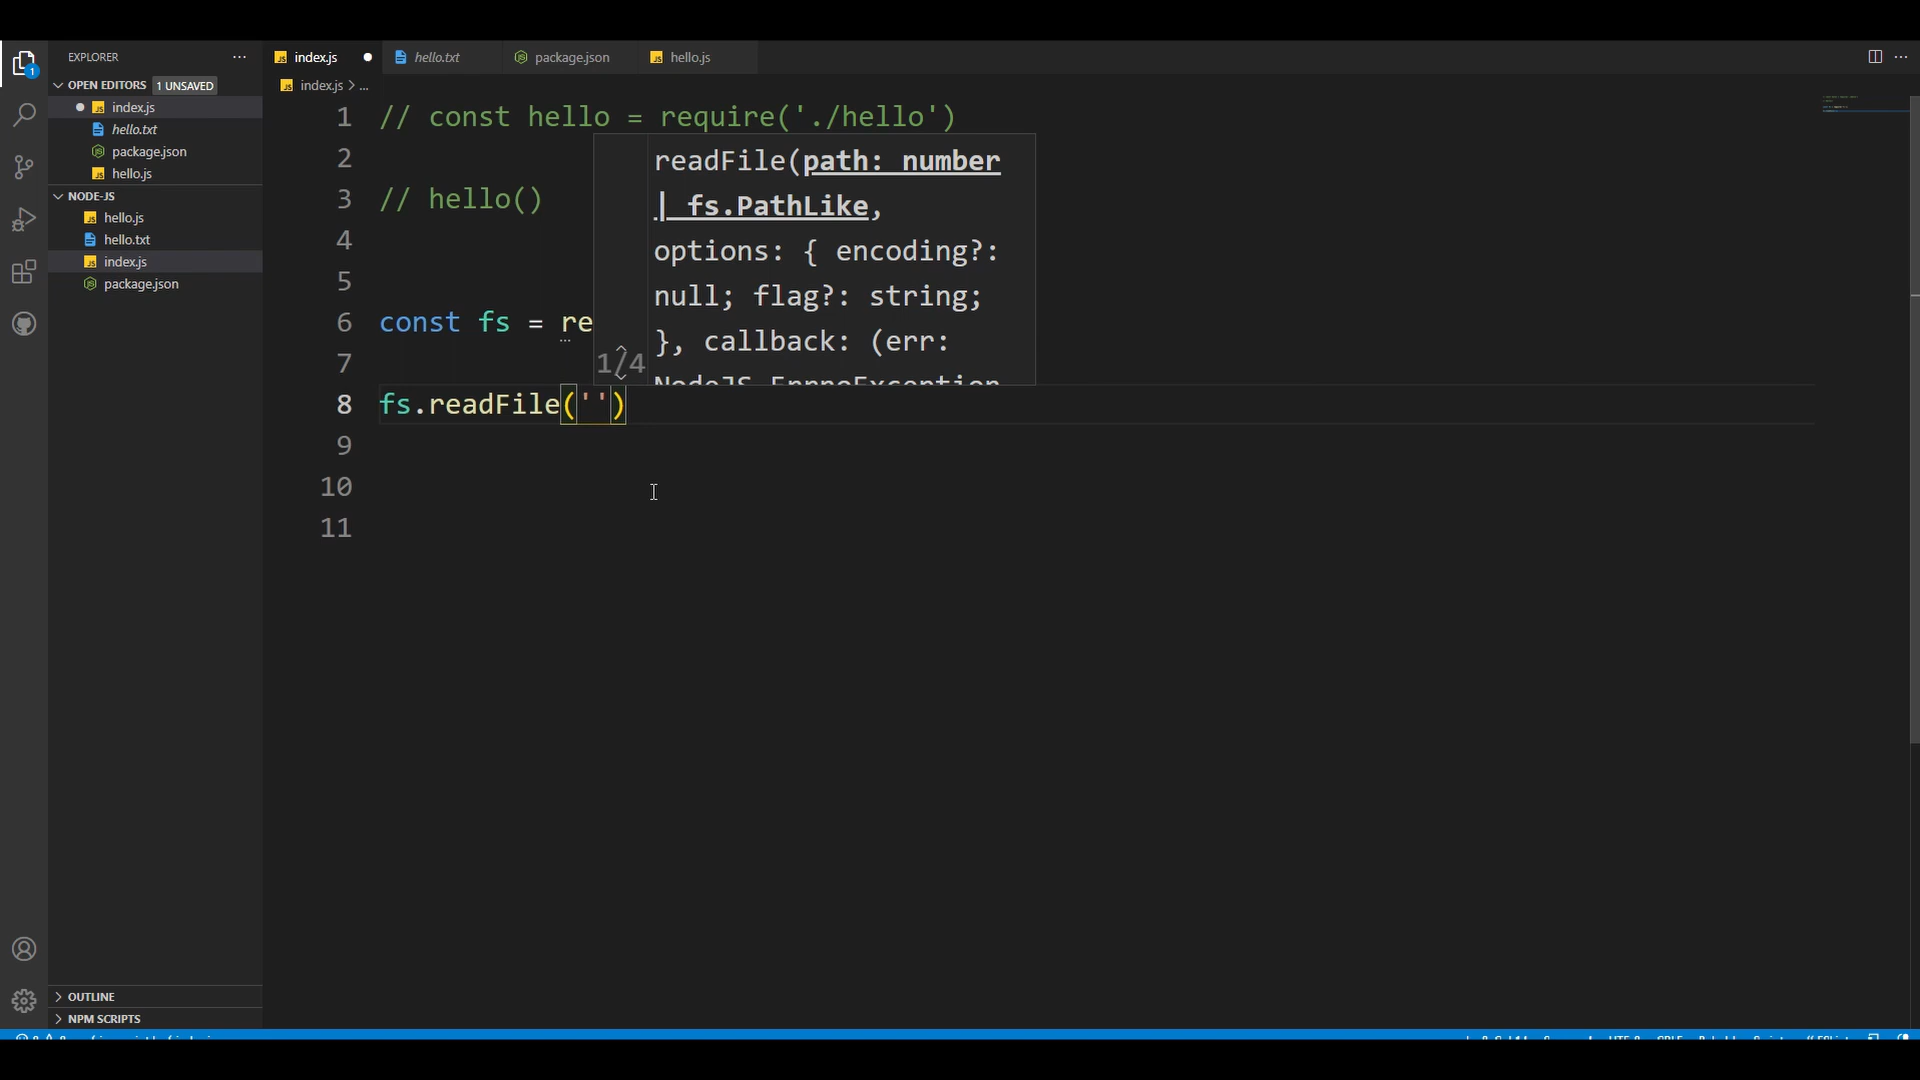 EXPLORER
OPEN EDITORS 1 UNSAVED
index.js
hello.txt
package.json
hello.js
NODE-JS
hello.js
hello.txt
index.js
package.json
OUTLINE
NPM SCRIPTS
index.js
hello.txt
package.json
hello.js
index.js > ...
1 // const hello = require('./hello')
2
3 // hello()
4
5
6 const fs = re
7
8 fs.readFile('')
9
10
11
readFile(path: number
| fs.PathLike,
options: { encoding?:
null; flag?: string;
}, callback: (err:
NodeJS.ErrnoException
1/4
1